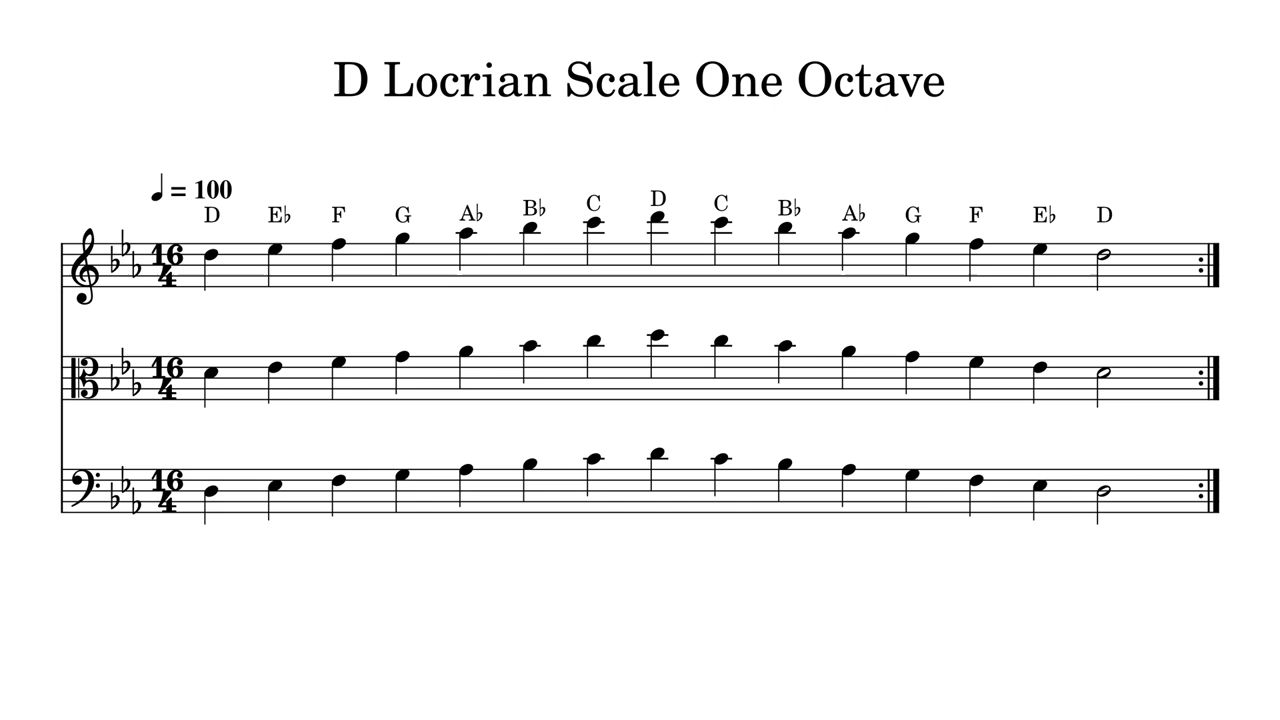 D Locrian Scale One Octave
♩ = 100
D E♭ F G A♭ B♭ C D C B♭ A♭ G F E♭ D
16
4
16
4
16
4